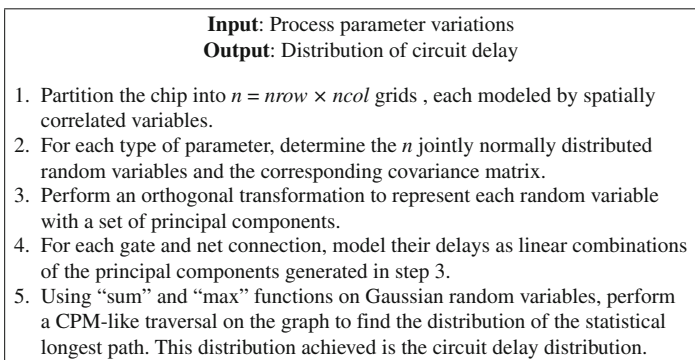 Input: Process parameter variations
Output: Distribution of circuit delay
1. Partition the chip into n = nrow × ncol grids , each modeled by spatially
correlated variables.
2. For each type of parameter, determine the n jointly normally distributed
random variables and the corresponding covariance matrix.
3. Perform an orthogonal transformation to represent each random variable
with a set of principal components.
4. For each gate and net connection, model their delays as linear combinations
of the principal components generated in step 3.
5. Using “sum” and “max” functions on Gaussian random variables, perform
a CPM-like traversal on the graph to find the distribution of the statistical
longest path. This distribution achieved is the circuit delay distribution.